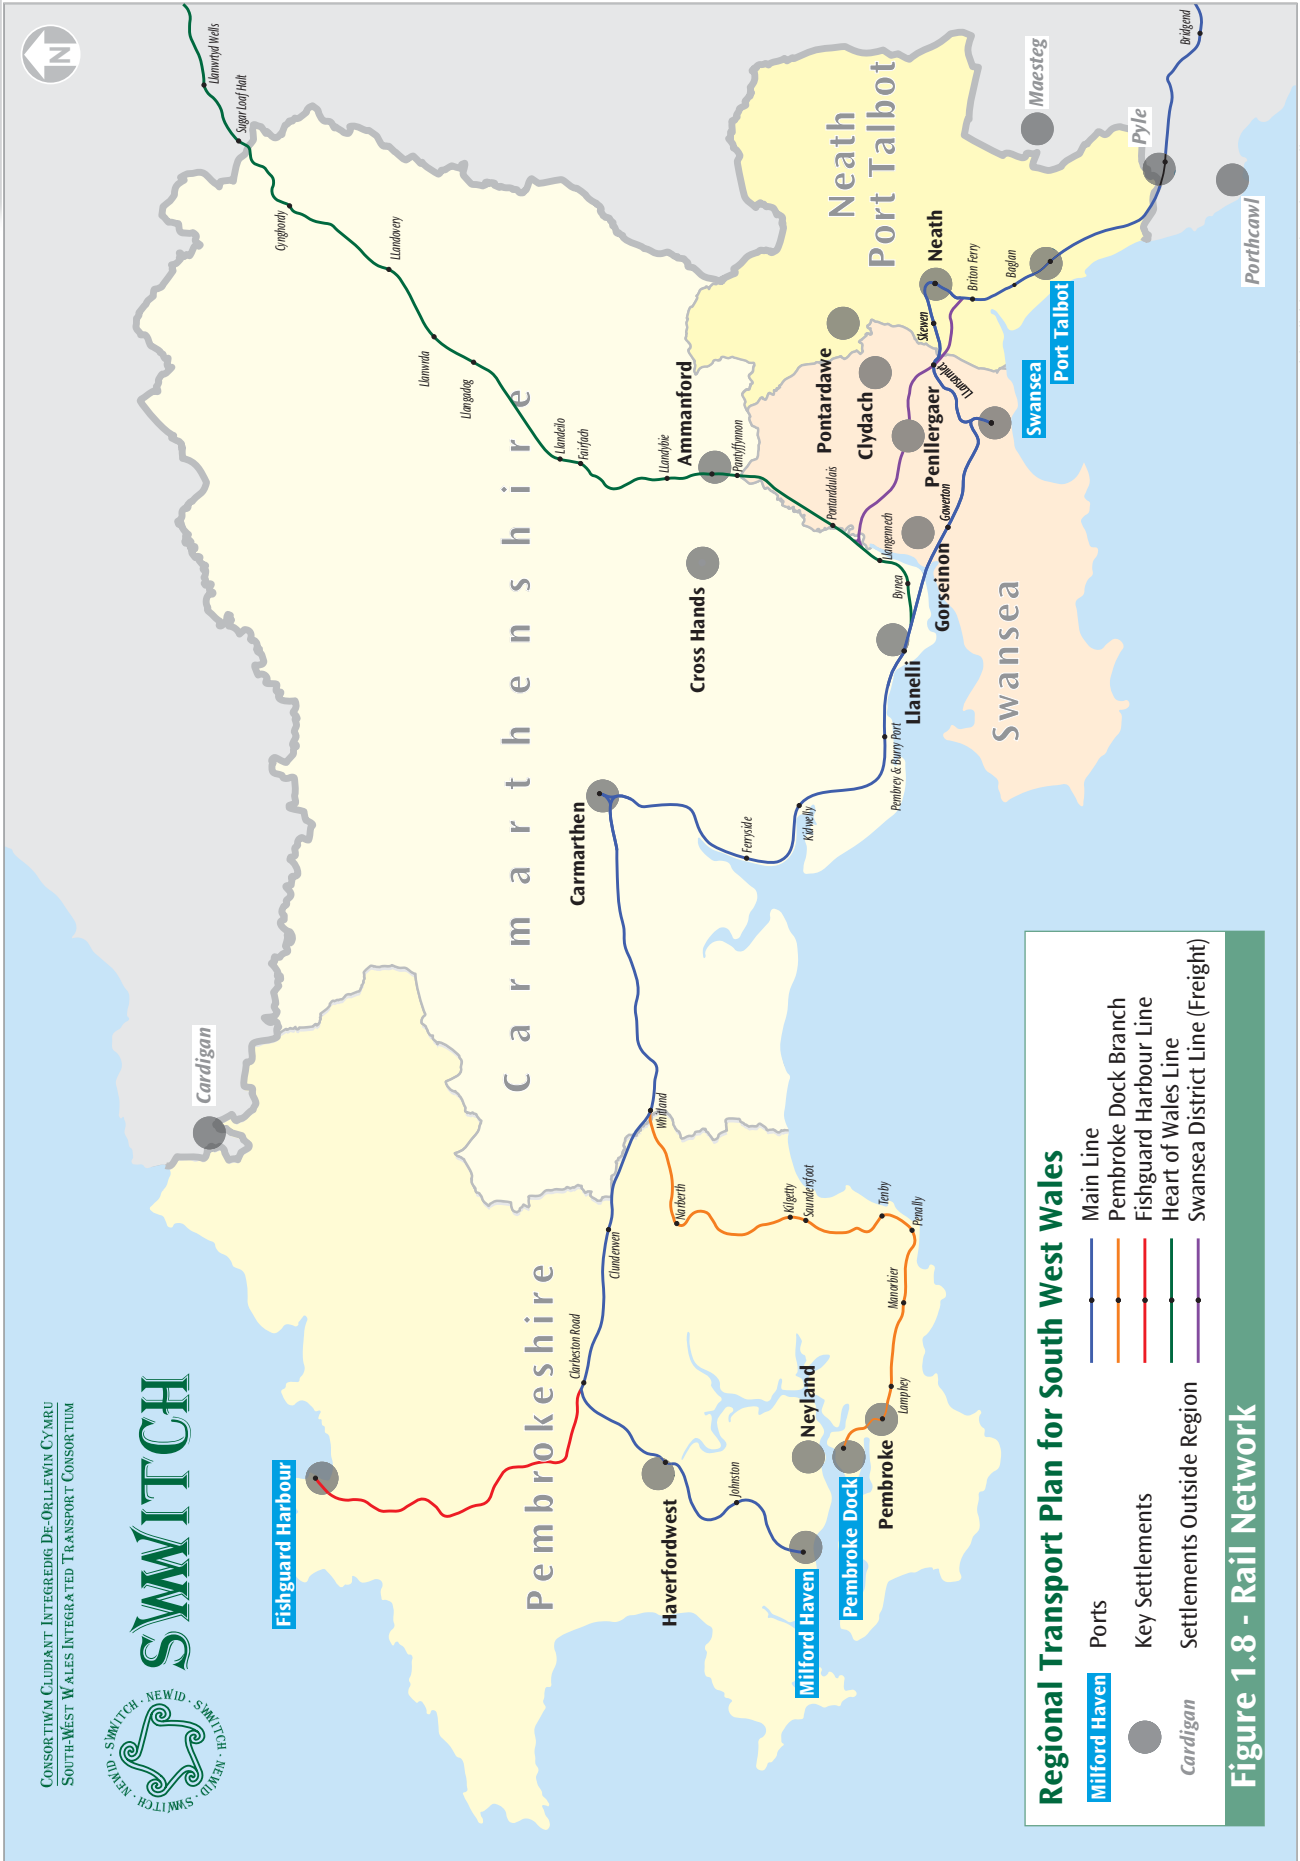 CONSORTIWM CLUDIANT INTEGREDIG DE-ORLLEWIN CYMRU
SOUTH-WEST WALES INTEGRATED TRANSPORT CONSORTIUM
SWWITCH
SWWITCH · NEWID · SWWITCH · NEWID · SWWITCH · NEWID ·
N
Llanwrtyd Wells
Sugar Loaf Halt
Cynghordy
LLandovery
Llanwrda
Llangadog
Llandeilo
Fairfach
LLandybie
Ammanford
Pantyffynnon
Pontarddulais
Llangennech
Bynea
Llanelli
Cross Hands
Carmarthenshire
Cardigan
Carmarthen
Ferryside
Kidwelly
Pembrey & Burry Port
Gorseinon
Gowerton
Swansea
Swansea
Penllergaer
Clydach
Pontardawe
Llansamlet
Skewen
Neath
Neath
Port Talbot
Briton Ferry
Baglan
Port Talbot
Maesteg
Pyle
Porthcawl
Bridgend
Whitland
Narberth
Kilgetty
Saundersfoot
Tenby
Penally
Manorbier
Lamphey
Pembroke
Pembroke Dock
Neyland
Milford Haven
Johnston
Haverfordwest
Clarbeston Road
Clunderwen
Pembrokeshire
Fishguard Harbour
Regional Transport Plan for South West Wales
Milford Haven Ports
Key Settlements
Cardigan Settlements Outside Region
Main Line
Pembroke Dock Branch
Fishguard Harbour Line
Heart of Wales Line
Swansea District Line (Freight)
Figure 1.8 - Rail Network